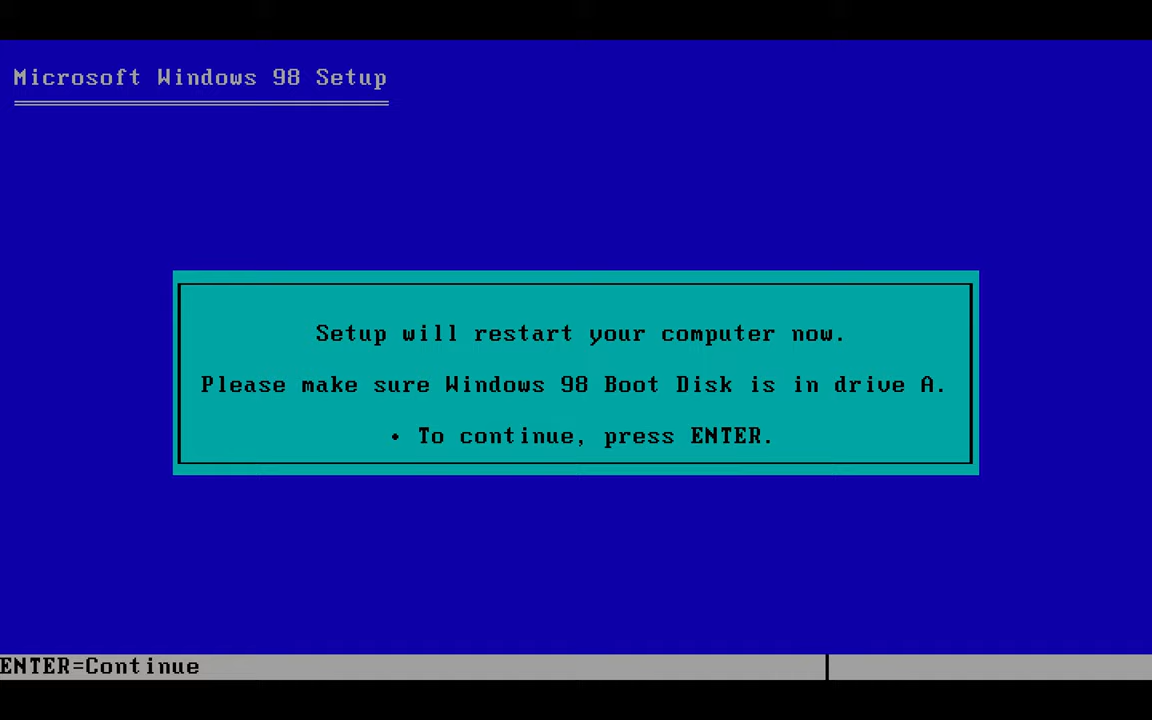 Microsoft Windows 98 Setup
Setup will restart your computer now.
Please make sure Windows 98 Boot Disk is in drive A.
• To continue, press ENTER.
ENTER=Continue